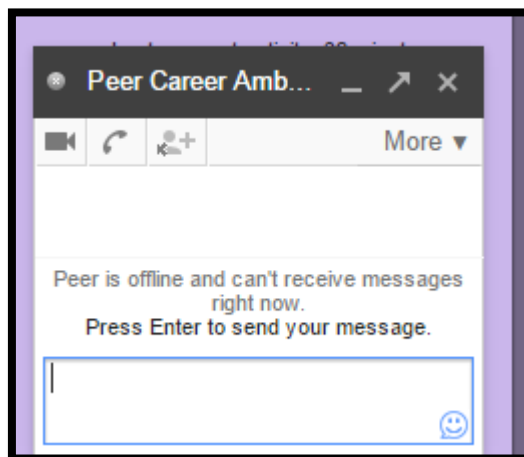 Peer Career Amb...
More
Peer is offline and can't receive messages
right now.
Press Enter to send your message.